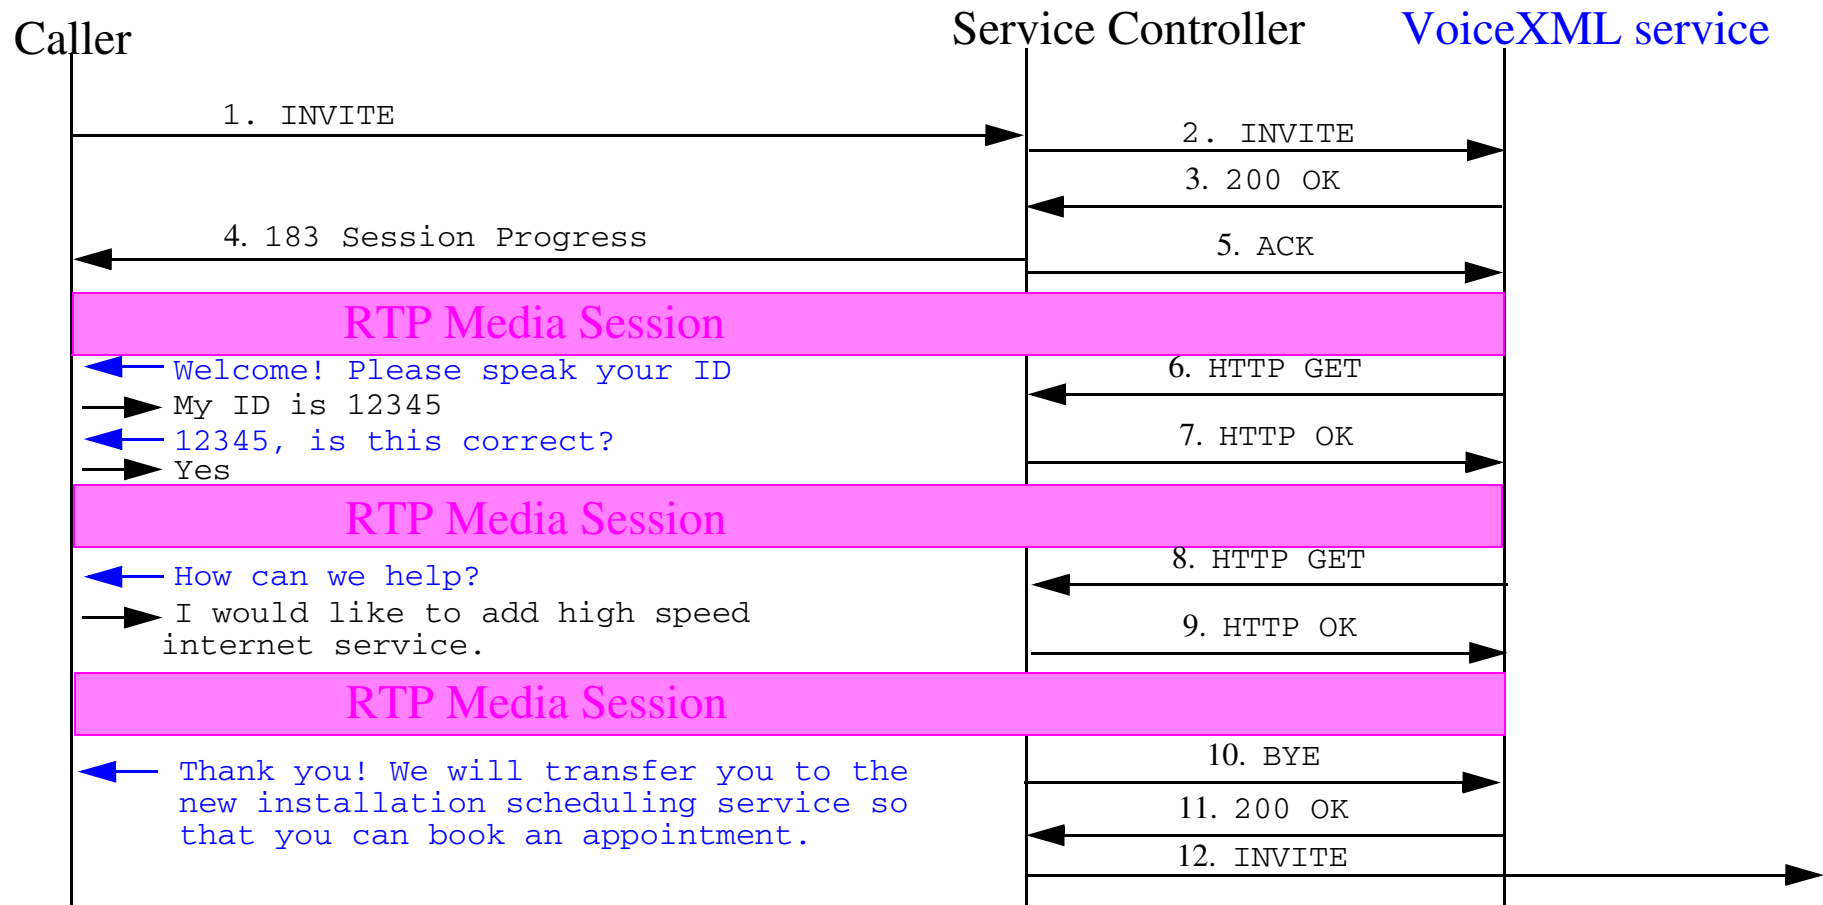 Caller
Service Controller
VoiceXML service
1. INVITE
2. INVITE
3. 200 OK
4. 183 Session Progress
5. ACK
RTP Media Session
Welcome! Please speak your ID
6. HTTP GET
My ID is 12345
12345, is this correct?
7. HTTP OK
Yes
RTP Media Session
8. HTTP GET
How can we help?
I would like to add high speed
internet service.
9. HTTP OK
RTP Media Session
10. BYE
Thank you! We will transfer you to the
new installation scheduling service so
that you can book an appointment.
11. 200 OK
12. INVITE